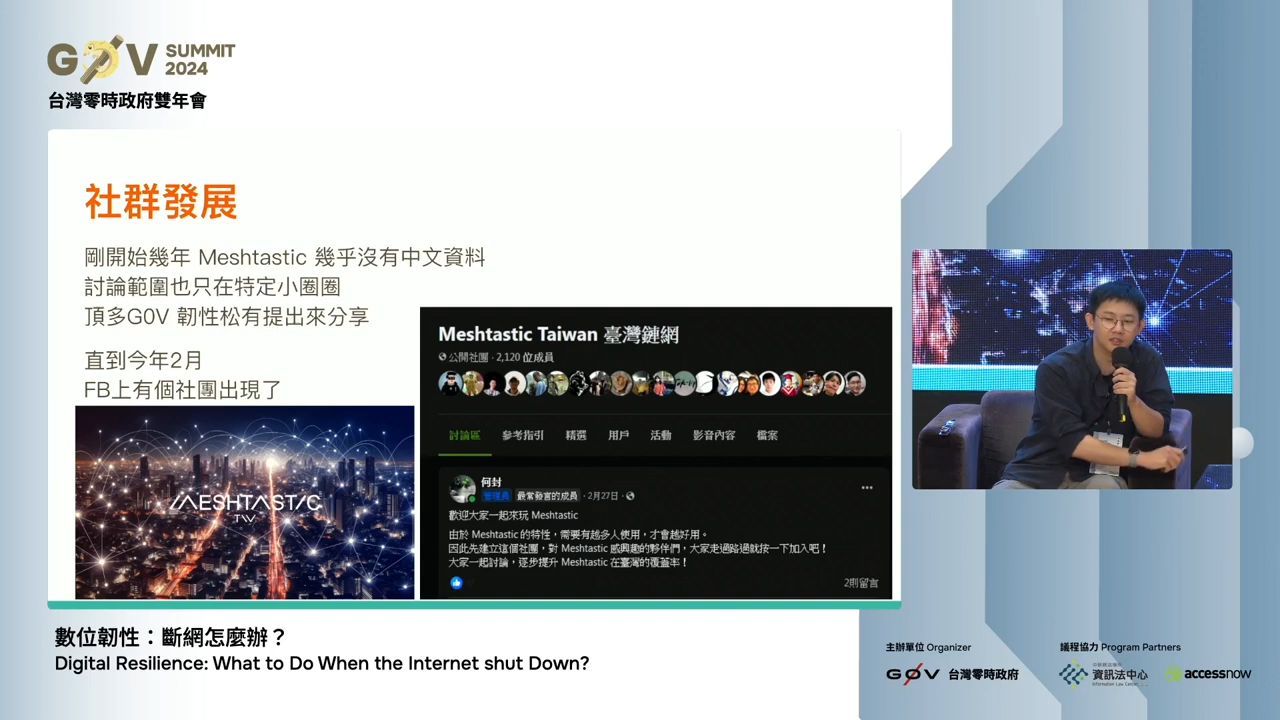 G0V SUMMIT 2024
台灣零時政府雙年會
社群發展
剛開始幾年 Meshtastic 幾乎沒有中文資料
討論範圍也只在特定小圈圈
頂多G0V 韌性松有提出來分享
直到今年2月
FB上有個社團出現了
MESHTASTIC
TW
Meshtastic Taiwan 臺灣鏈網
公開社團 · 2,120 位成員
討論區 參考指引 精選 用戶 活動 影音內容 檔案
何封
管理員 最常發言的成員 · 2月27日 ·
歡迎大家一起來玩 Meshtastic
由於 Meshtastic 的特性，需要有越多人使用，才會越好用。
因此先建立這個社團，對 Meshtastic 感興趣的夥伴們，大家走過路過就按一下加入吧！
大家一起討論，逐步提升 Meshtastic 在臺灣的覆蓋率！
2則留言
數位韌性：斷網怎麼辦？
Digital Resilience: What to Do When the Internet shut Down?
主辦單位 Organizer
G0V 台灣零時政府
議程協力 Program Partners
資訊法中心
Information Law Center
accessnow